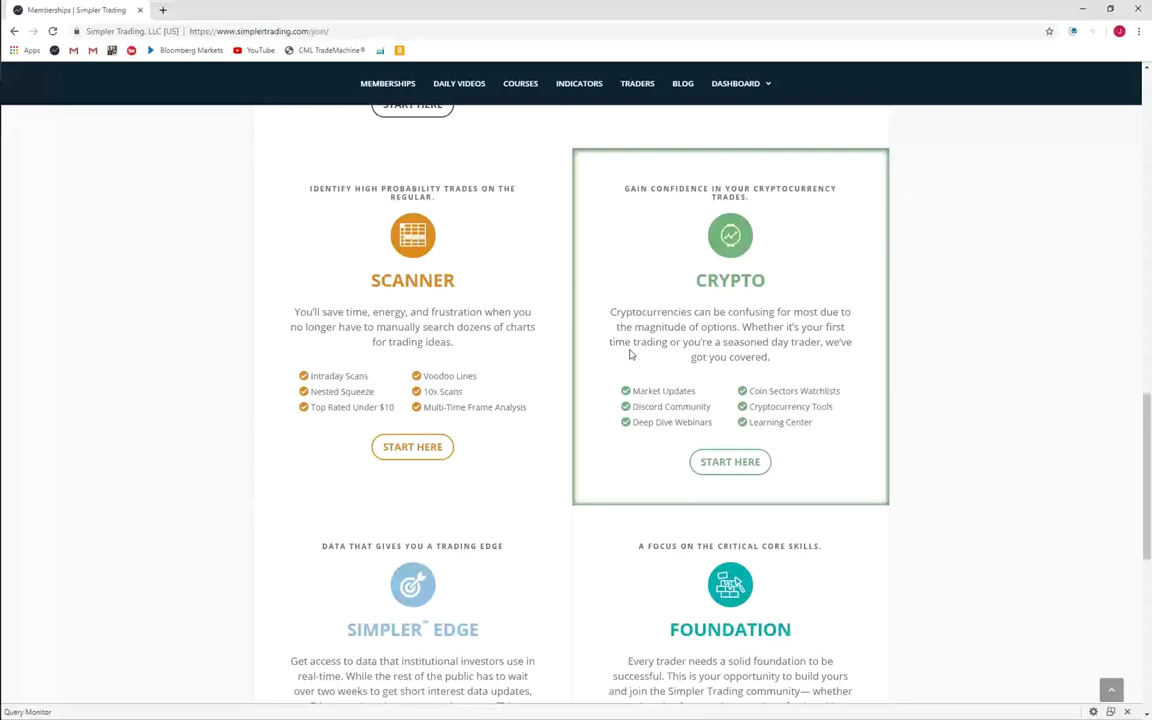 Memberships | Simpler Trading
Simpler Trading, LLC [US] | https://www.simplertrading.com/join/
Apps
Bloomberg Markets
YouTube
CML TradeMachine®
MEMBERSHIPS DAILY VIDEOS COURSES INDICATORS TRADERS BLOG DASHBOARD
START HERE
IDENTIFY HIGH PROBABILITY TRADES ON THE
REGULAR.
SCANNER
You'll save time, energy, and frustration when you
no longer have to manually search dozens of charts
for trading ideas.
Intraday Scans Voodoo Lines
Nested Squeeze 10x Scans
Top Rated Under $10 Multi-Time Frame Analysis
START HERE
GAIN CONFIDENCE IN YOUR CRYPTOCURRENCY
TRADES.
CRYPTO
Cryptocurrencies can be confusing for most due to
the magnitude of options. Whether it's your first
time trading or you're a seasoned day trader, we've
got you covered.
Market Updates Coin Sectors Watchlists
Discord Community Cryptocurrency Tools
Deep Dive Webinars Learning Center
START HERE
DATA THAT GIVES YOU A TRADING EDGE
SIMPLER™ EDGE
Get access to data that institutional investors use in
real-time. While the rest of the public has to wait
over two weeks to get short interest data updates,
A FOCUS ON THE CRITICAL CORE SKILLS.
FOUNDATION
Every trader needs a solid foundation to be
successful. This is your opportunity to build yours
and join the Simpler Trading community— whether
Query Monitor